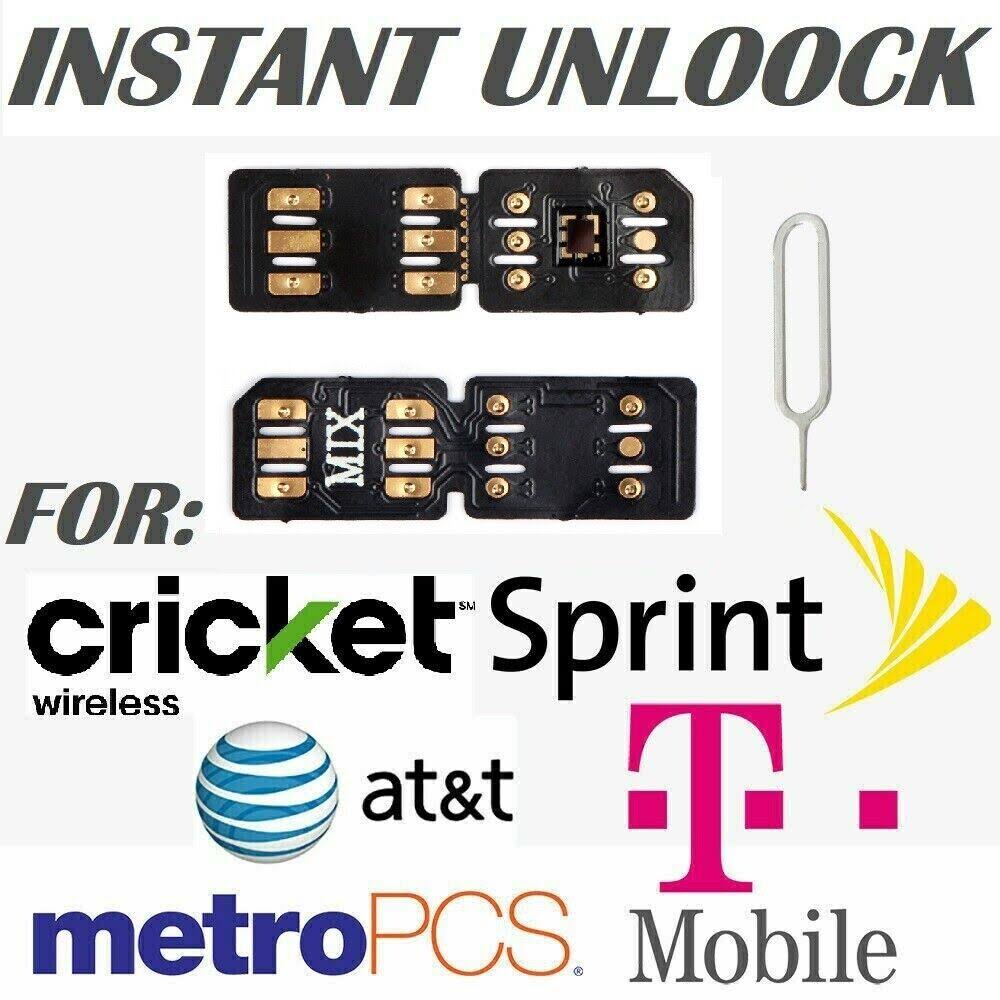 INSTANT UNLOOCK
MIX
FOR:
cricket℠ Sprint
wireless
at&t
T
metroPCS®
Mobile